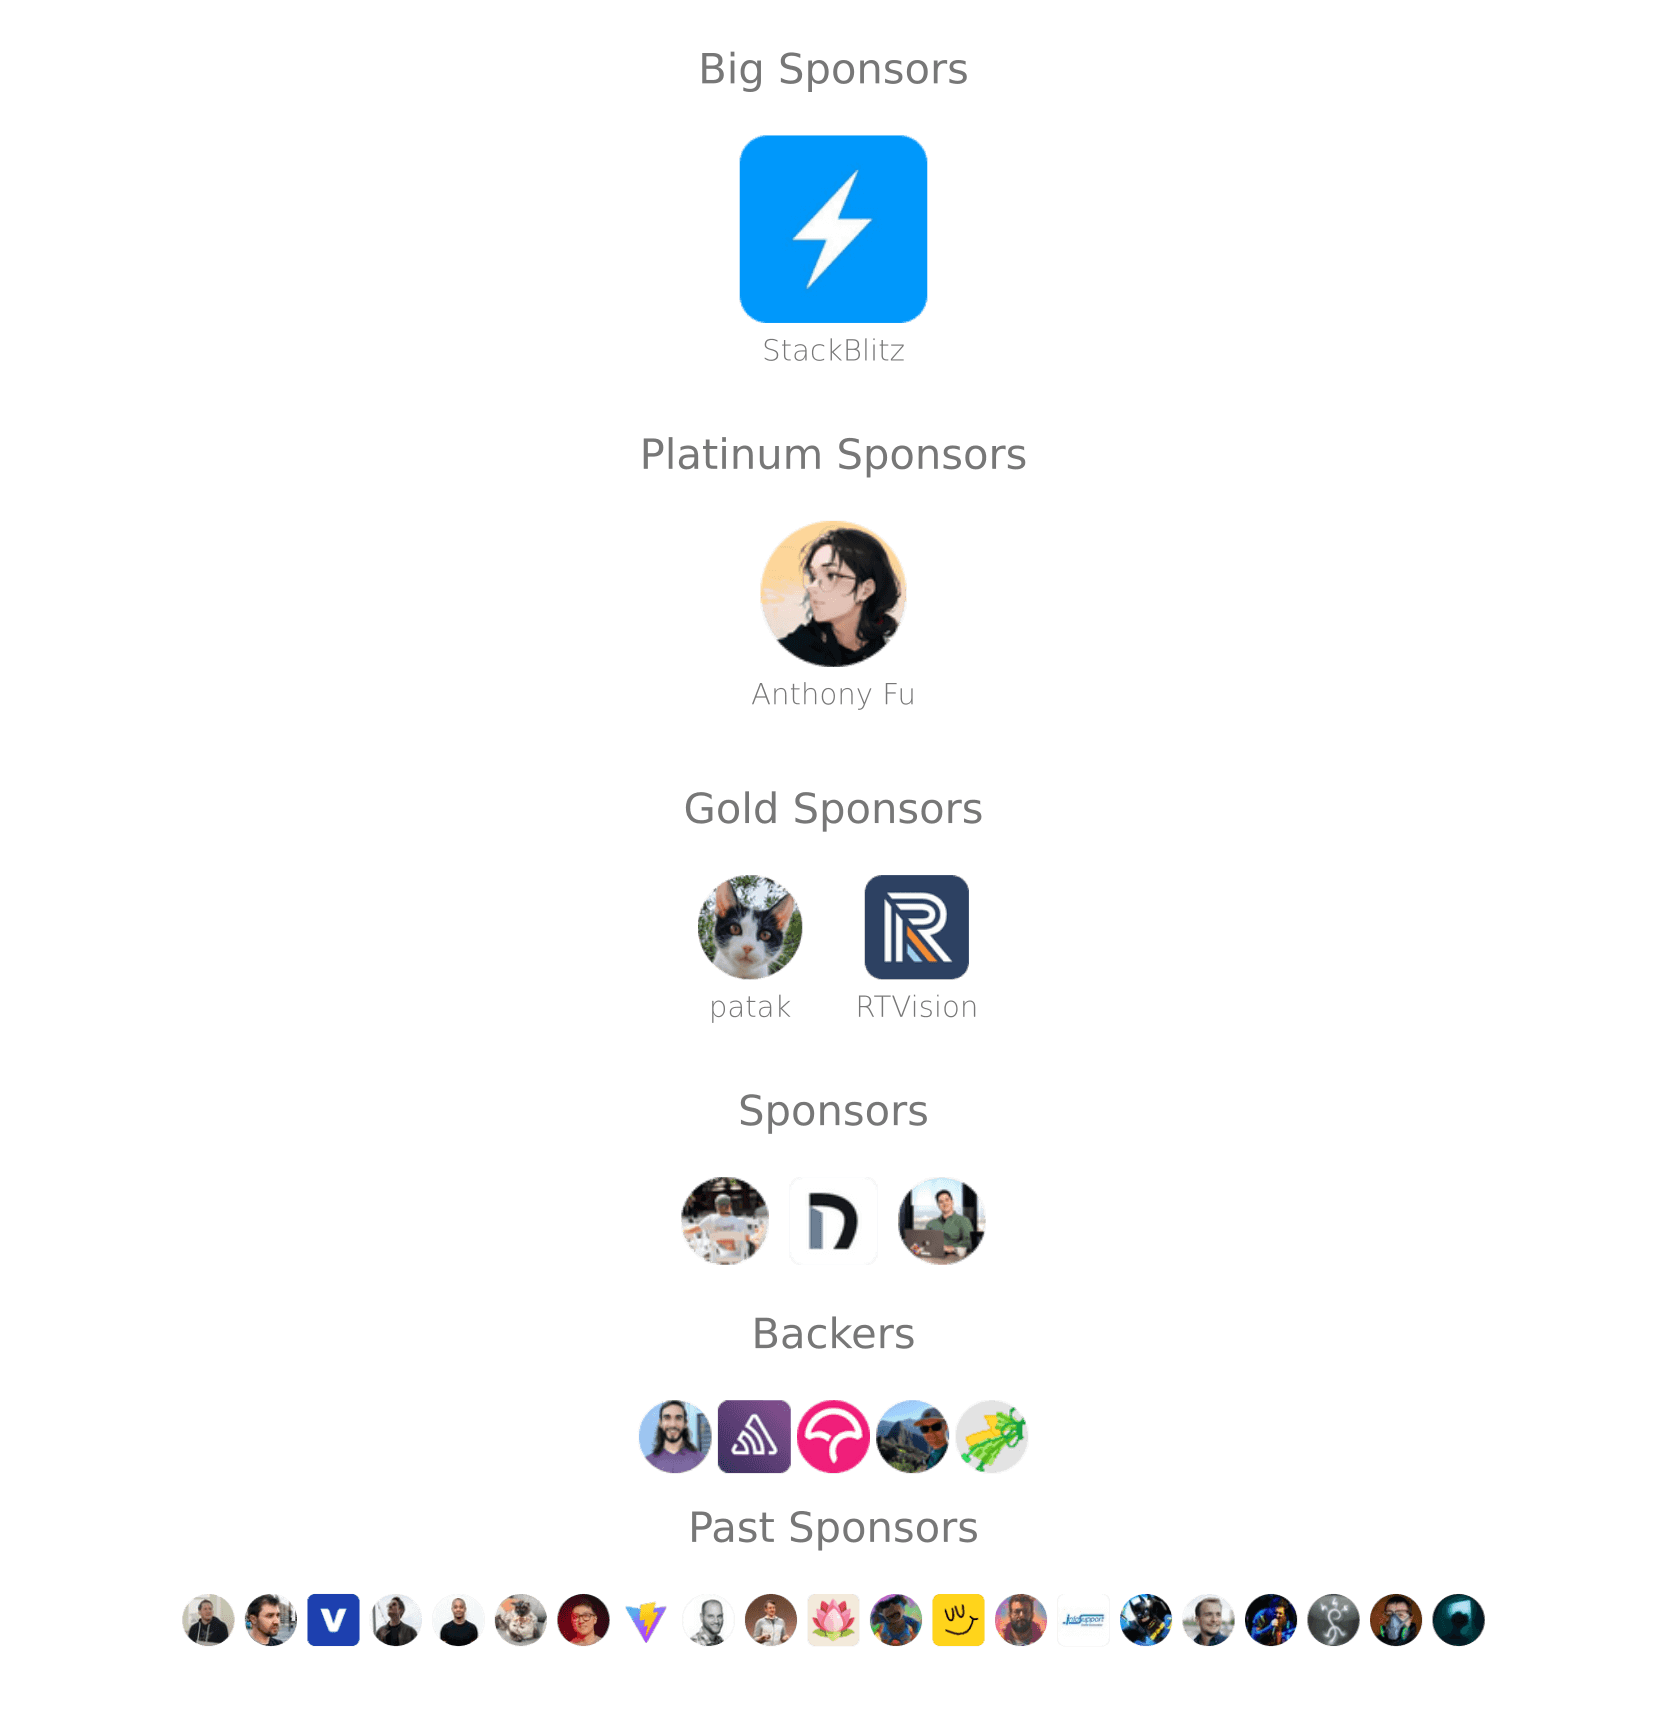 Big Sponsors
StackBlitz
Platinum Sponsors
Anthony Fu
Gold Sponsors
patak
RTVision
Sponsors
Backers
Past Sponsors
V